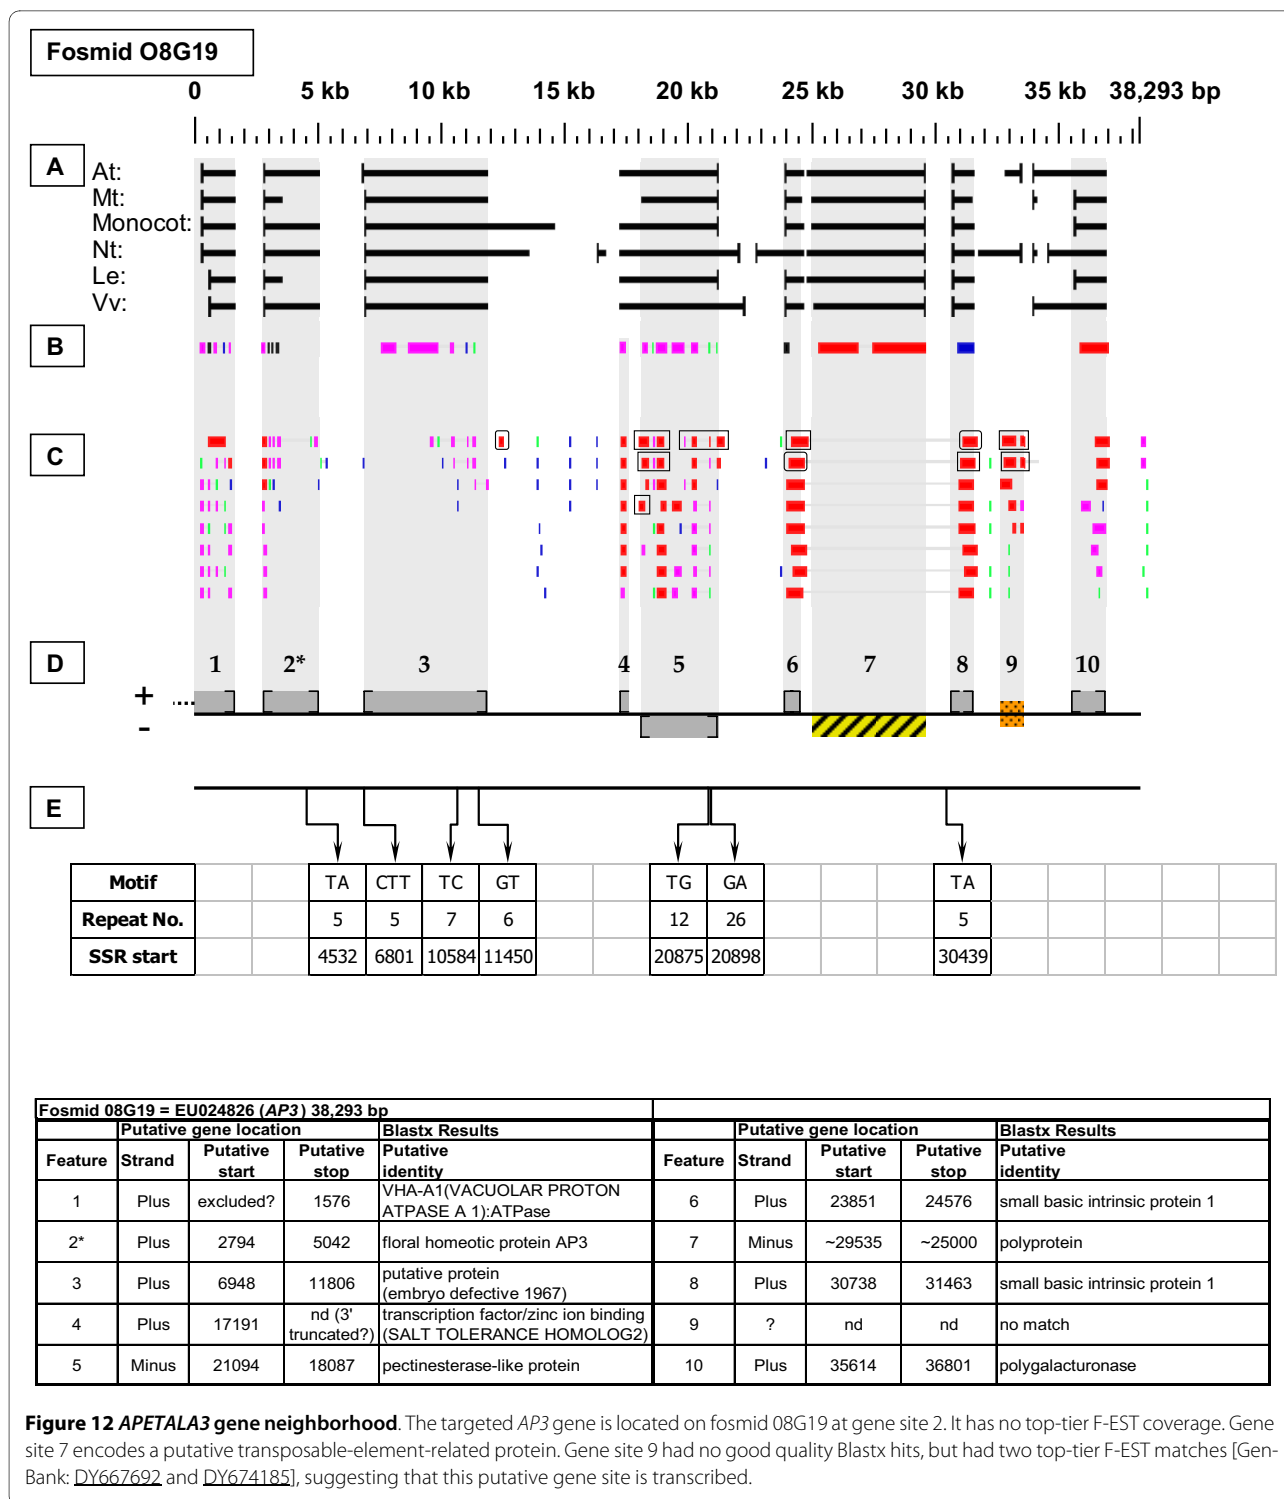 Fosmid O8G19
0 5 kb 10 kb 15 kb 20 kb 25 kb 30 kb 35 kb 38,293 bp
A
At:
Mt:
Monocot:
Nt:
Le:
Vv:
B
C
D
1 2* 3 4 5 6 7 8 9 10
+
-
E
Motif TA CTT TC GT TG GA TA
Repeat No. 5 5 7 6 12 26 5
SSR start 4532 6801 10584 11450 20875 20898 30439
Fosmid 08G19 = EU024826 (AP3) 38,293 bp
Putative gene location Blastx Results Putative gene location Blastx Results
Feature Strand Putative start Putative stop Putative identity Feature Strand Putative start Putative stop Putative identity
1 Plus excluded? 1576 VHA-A1(VACUOLAR PROTON ATPASE A 1):ATPase 6 Plus 23851 24576 small basic intrinsic protein 1
2* Plus 2794 5042 floral homeotic protein AP3 7 Minus ~29535 ~25000 polyprotein
3 Plus 6948 11806 putative protein (embryo defective 1967) 8 Plus 30738 31463 small basic intrinsic protein 1
4 Plus 17191 nd (3' truncated?) transcription factor/zinc ion binding (SALT TOLERANCE HOMOLOG2) 9 ? nd nd no match
5 Minus 21094 18087 pectinesterase-like protein 10 Plus 35614 36801 polygalacturonase
Figure 12 APETALA3 gene neighborhood. The targeted AP3 gene is located on fosmid 08G19 at gene site 2. It has no top-tier F-EST coverage. Gene
site 7 encodes a putative transposable-element-related protein. Gene site 9 had no good quality Blastx hits, but had two top-tier F-EST matches [Gen-
Bank: DY667692 and DY674185], suggesting that this putative gene site is transcribed.